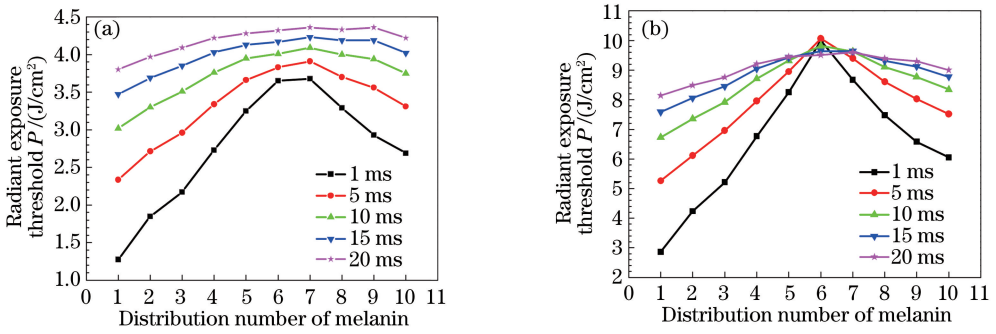 (a)
Radiant exposure
threshold P /(J/cm²)
4.5
4.0
3.5
3.0
2.5
2.0
1.5
1.0
1 ms
5 ms
10 ms
15 ms
20 ms
0 1 2 3 4 5 6 7 8 9 10 11
Distribution number of melanin
(b)
Radiant exposure
threshold P /(J/cm²)
11
10
9
8
7
6
5
4
3
2
1 ms
5 ms
10 ms
15 ms
20 ms
0 1 2 3 4 5 6 7 8 9 10 11
Distribution number of melanin